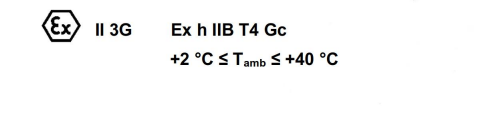 Ex II 3G Ex h IIB T4 Gc
+2 °C ≤ Tamb ≤ +40 °C